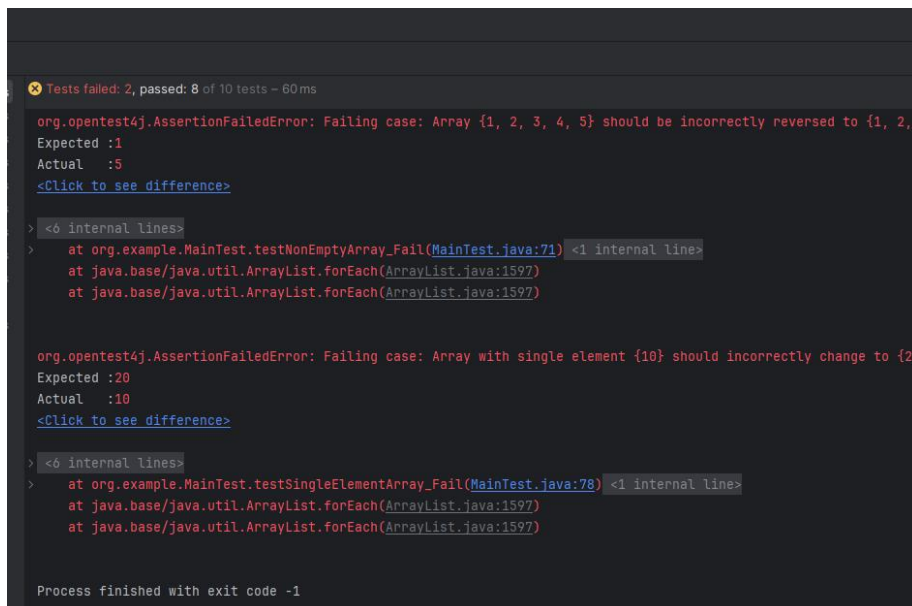 Tests failed: 2, passed: 8 of 10 tests – 60 ms
org.opentest4j.AssertionFailedError: Failing case: Array {1, 2, 3, 4, 5} should be incorrectly reversed to {1, 2,
Expected :1
Actual   :5
<Click to see difference>
> <6 internal lines>
>    at org.example.MainTest.testNonEmptyArray_Fail(MainTest.java:71) <1 internal line>
    at java.base/java.util.ArrayList.forEach(ArrayList.java:1597)
    at java.base/java.util.ArrayList.forEach(ArrayList.java:1597)
org.opentest4j.AssertionFailedError: Failing case: Array with single element {10} should incorrectly change to {2
Expected :20
Actual   :10
<Click to see difference>
> <6 internal lines>
>    at org.example.MainTest.testSingleElementArray_Fail(MainTest.java:78) <1 internal line>
    at java.base/java.util.ArrayList.forEach(ArrayList.java:1597)
    at java.base/java.util.ArrayList.forEach(ArrayList.java:1597)
Process finished with exit code -1